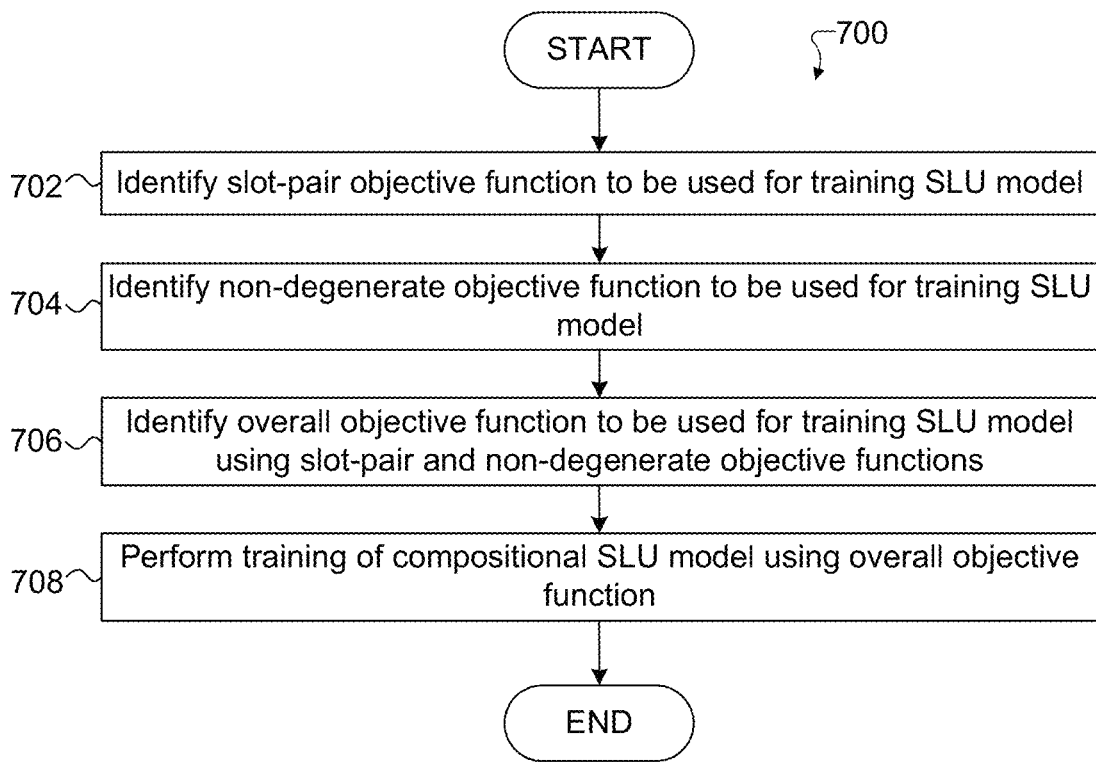 START
700
702
Identify slot-pair objective function to be used for training SLU model
704
Identify non-degenerate objective function to be used for training SLU
model
706
Identify overall objective function to be used for training SLU model
using slot-pair and non-degenerate objective functions
708
Perform training of compositional SLU model using overall objective
function
END